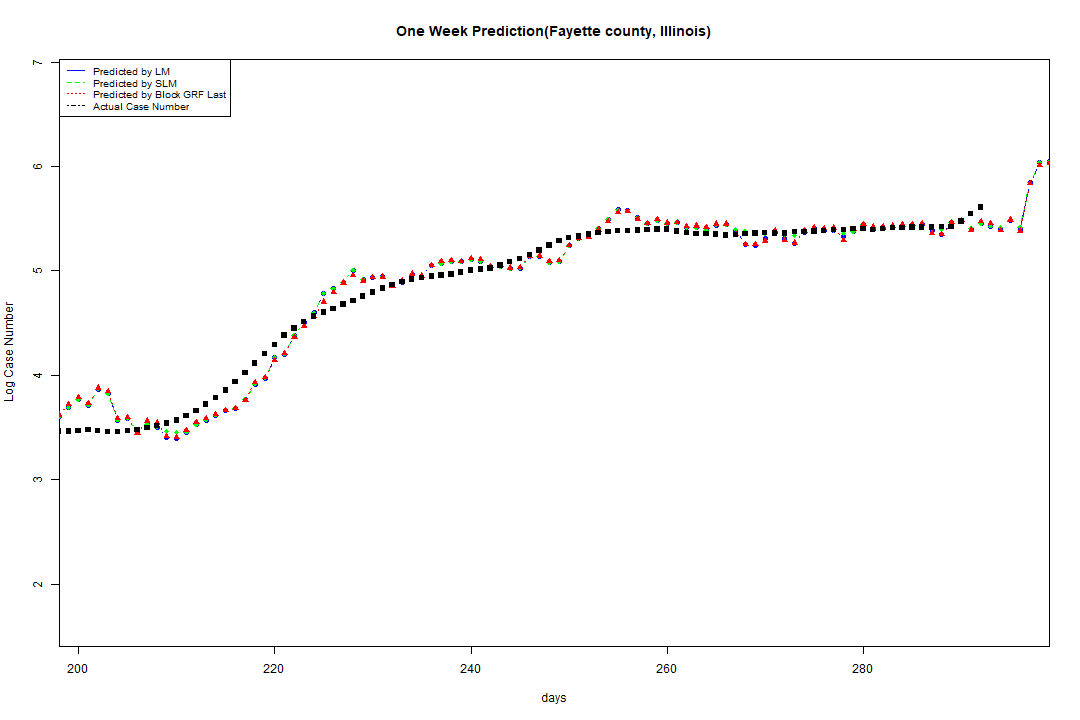 One Week Prediction(Fayette county, Illinois)
Predicted by LM
Predicted by SLM
Predicted by Block GRF Last
Actual Case Number
7
6
5
4
3
2
Log Case Number
200 220 240 260 280
days